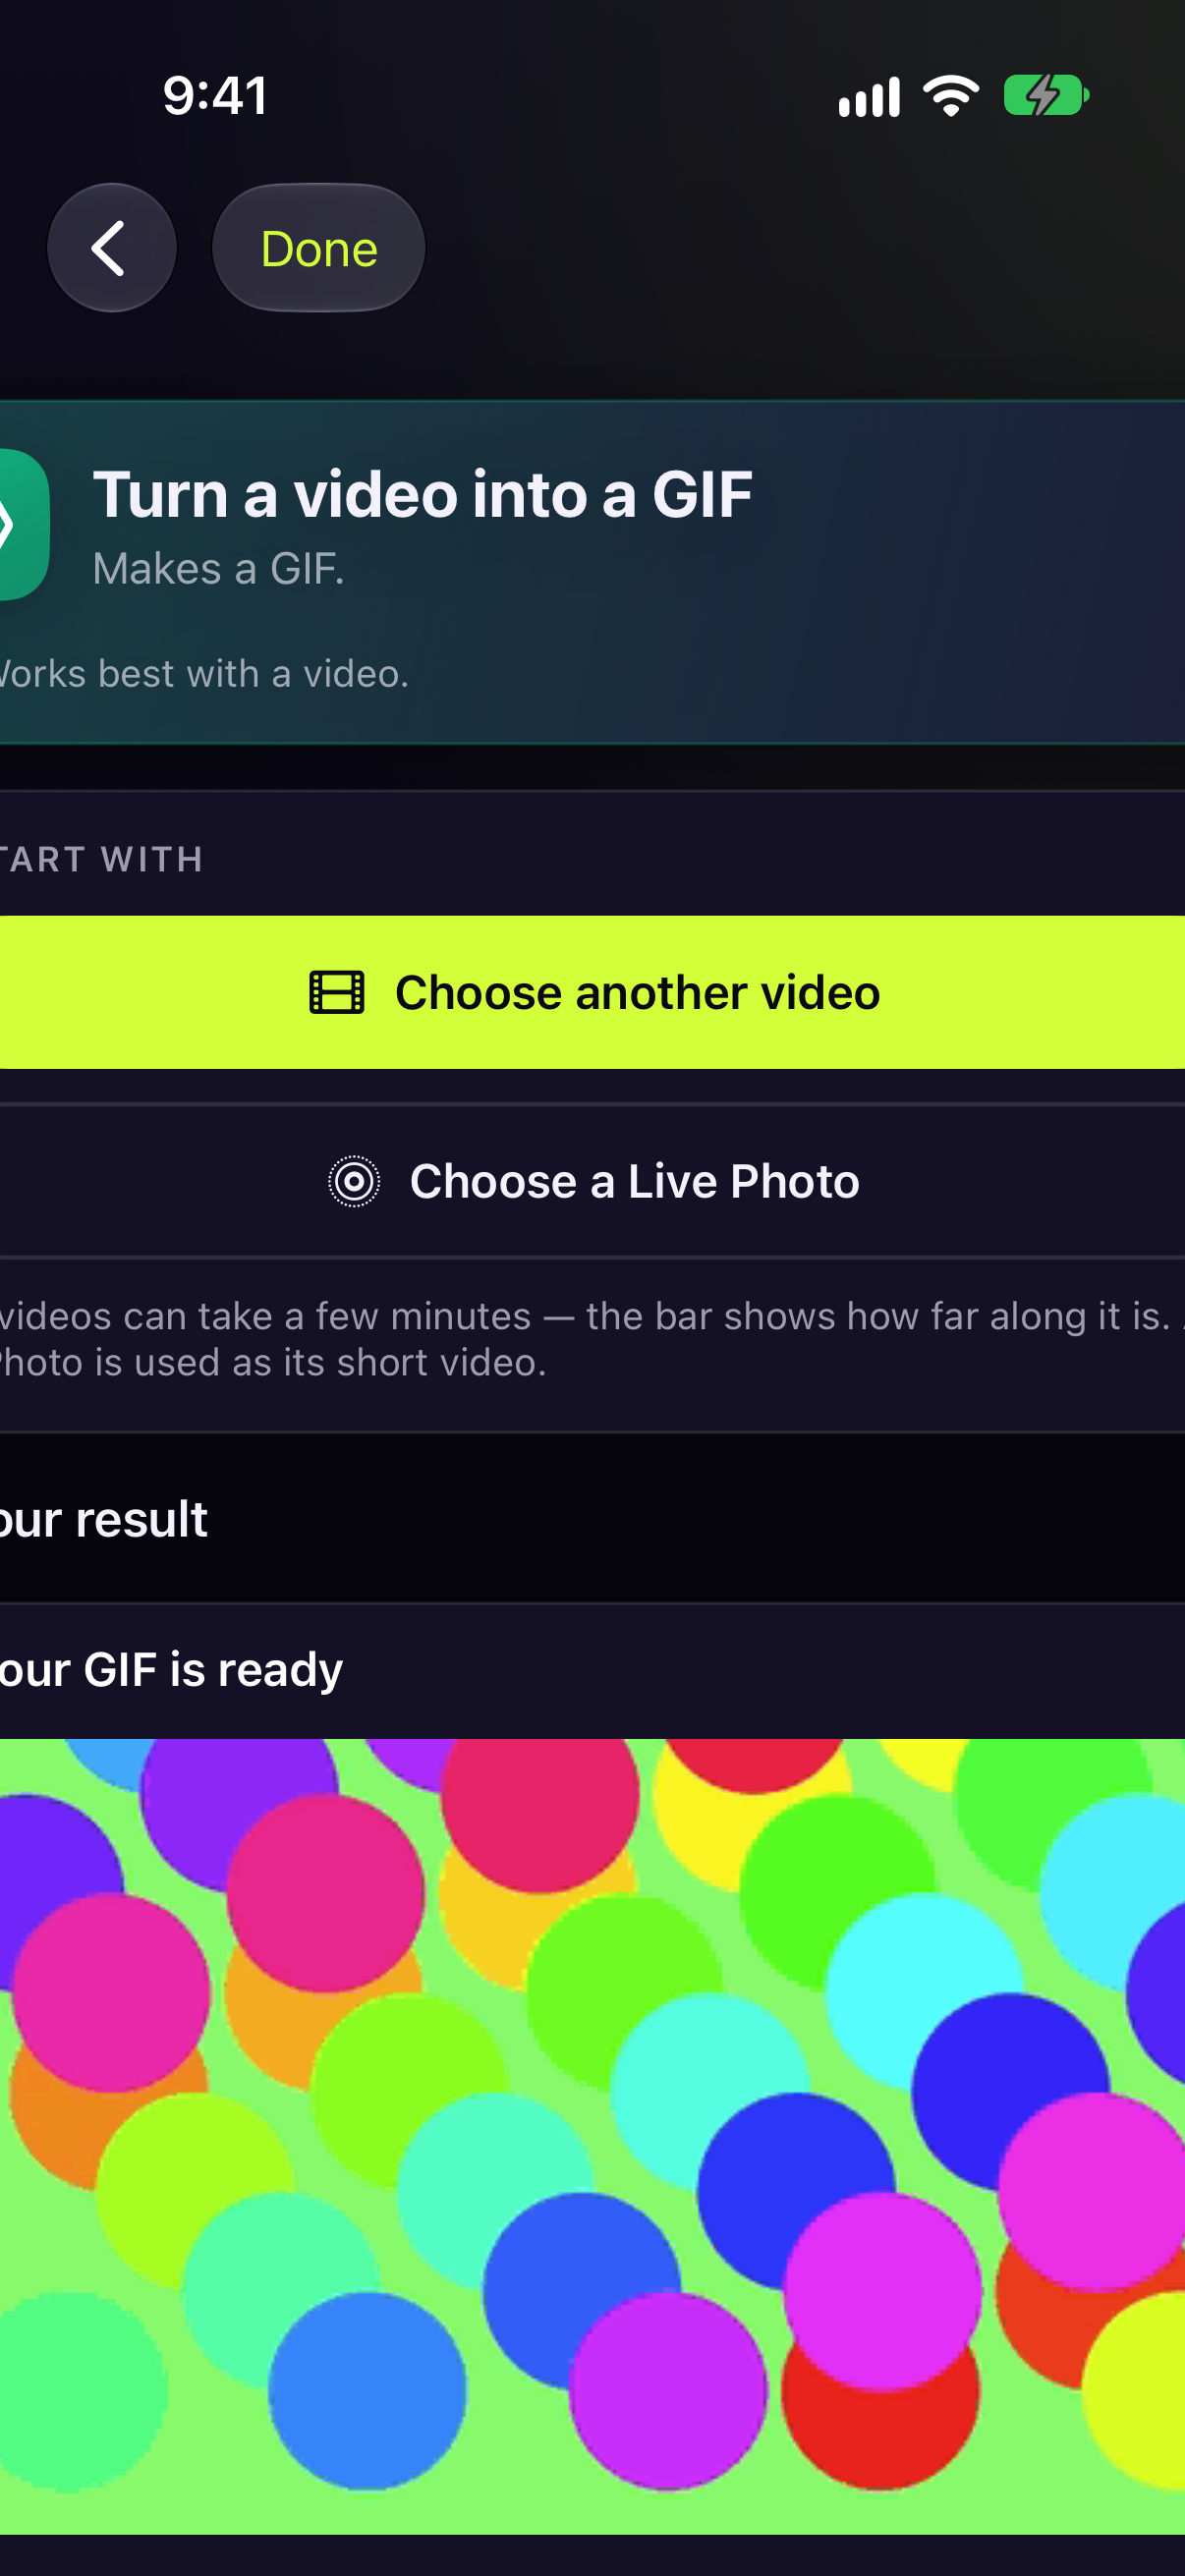 9:41
Done
Turn a video into a GIF
Makes a GIF.
Works best with a video.
TART WITH
Choose another video
Choose a Live Photo
videos can take a few minutes — the bar shows how far along it is.
Photo is used as its short video.
our result
our GIF is ready